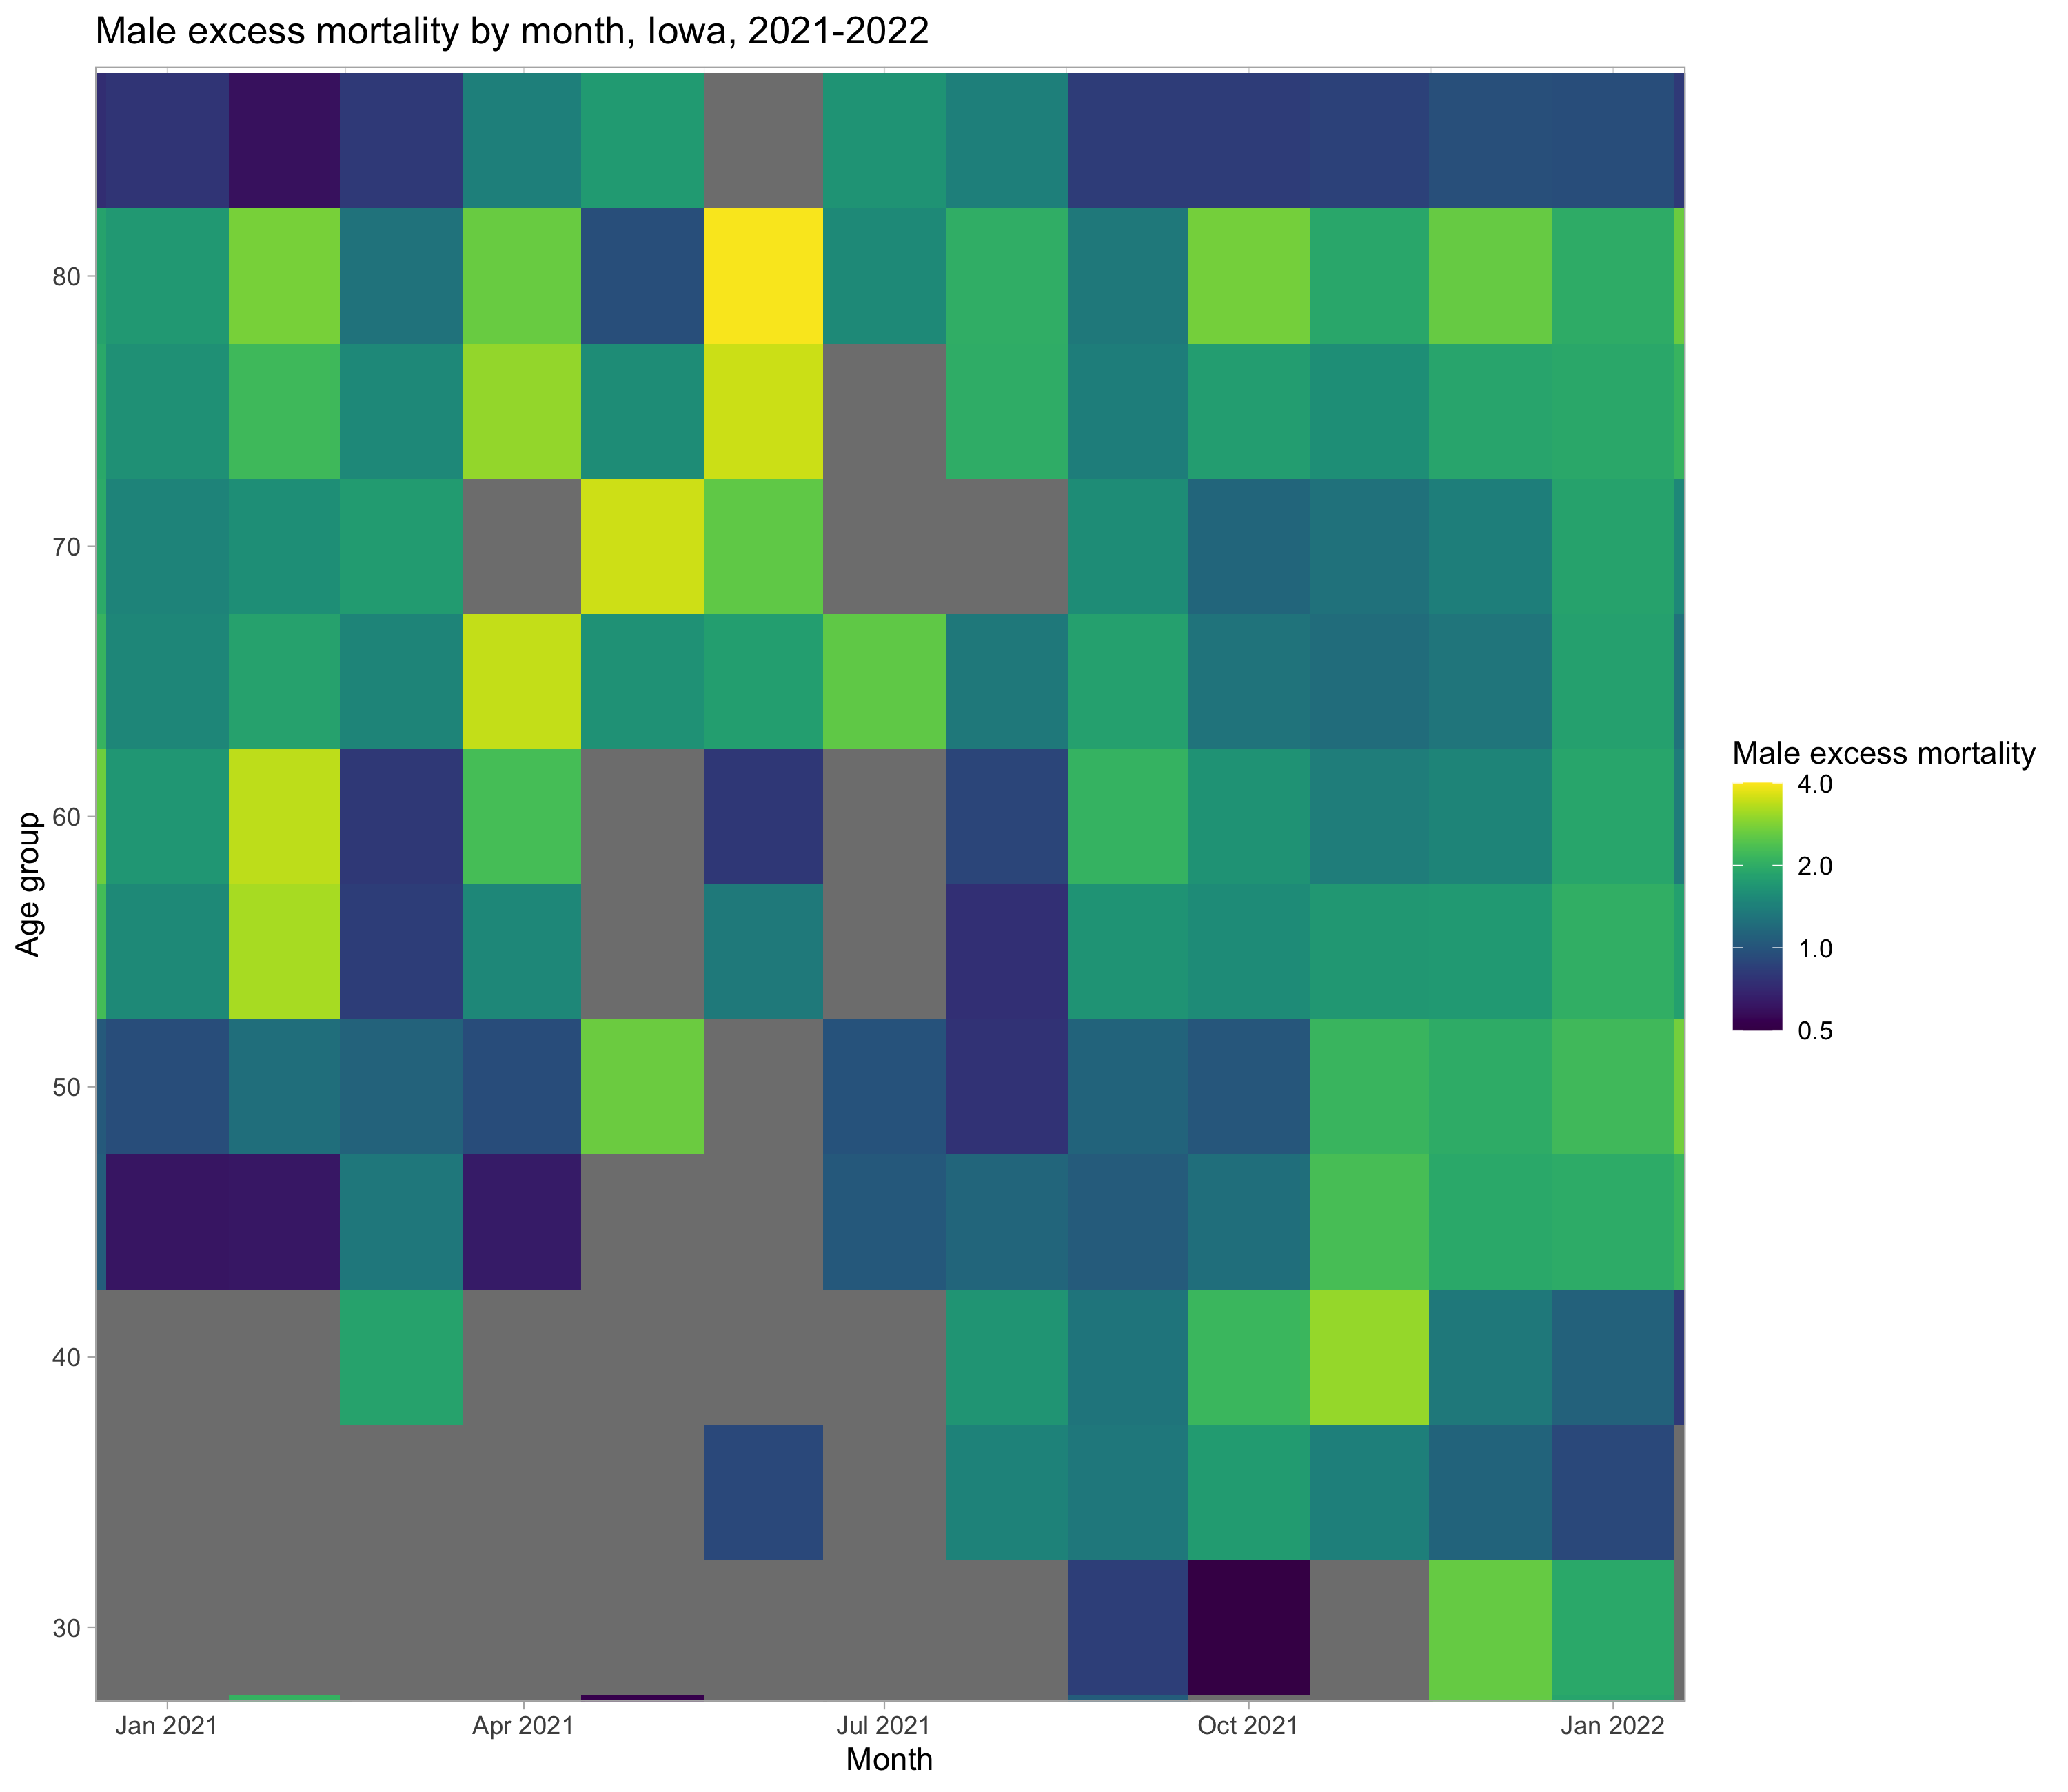 Male excess mortality by month, Iowa, 2021-2022
80
70
60
50
40
30
Age group
Jan 2021 Apr 2021 Jul 2021 Oct 2021 Jan 2022
Month
Male excess mortality
4.0
2.0
1.0
0.5